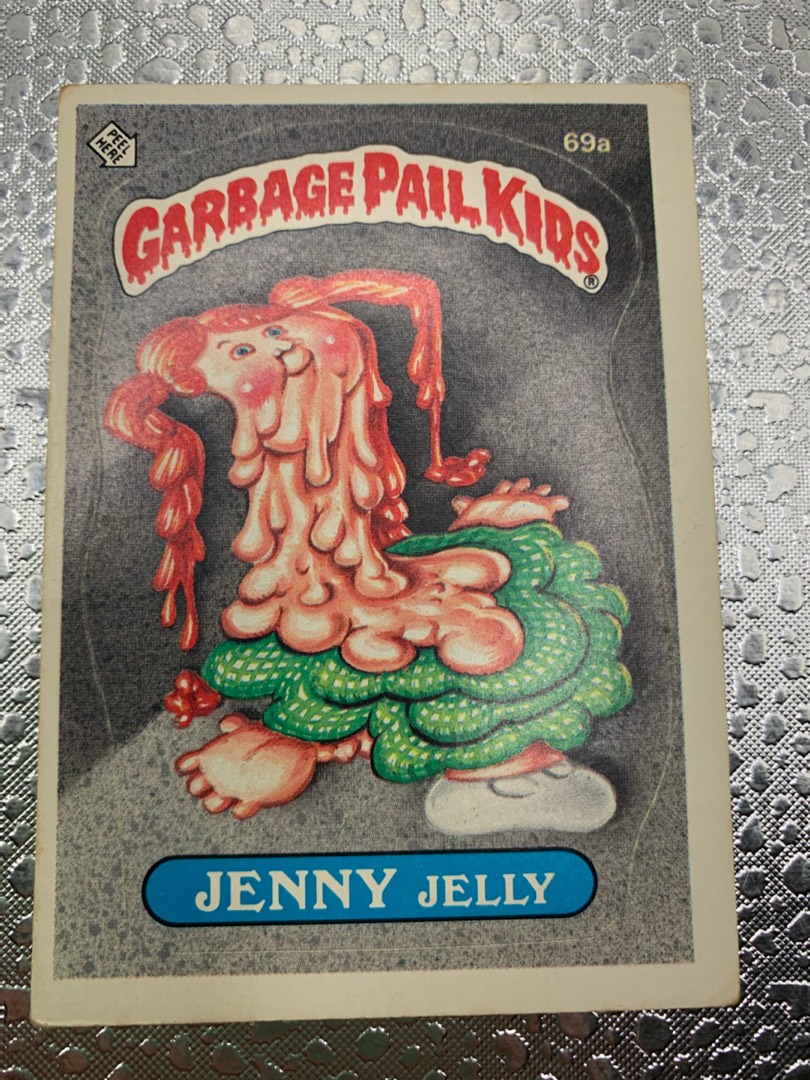 PEEL
HERE
69a
GARBAGE PAIL KIDS
®
JENNY JELLY